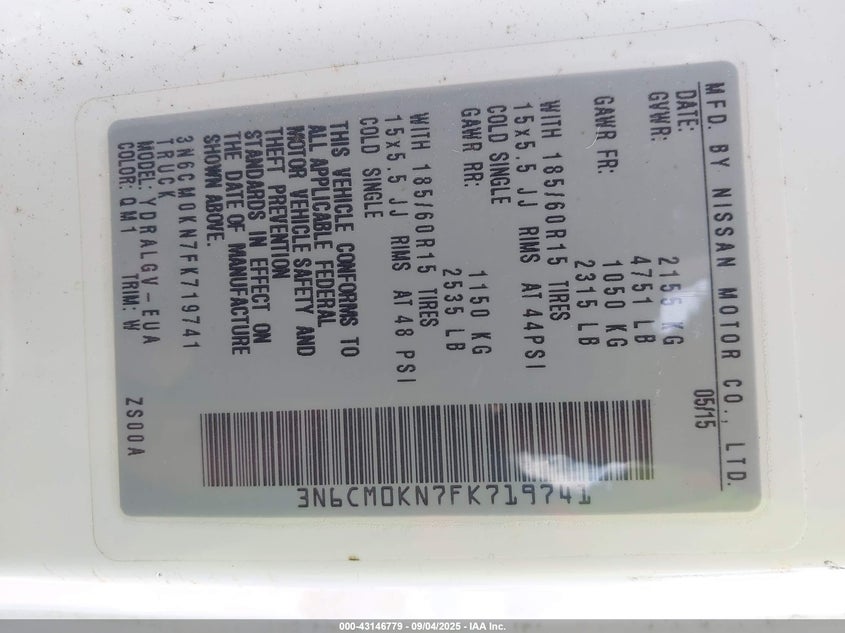 MFD. BY NISSAN MOTOR CO., LTD.
DATE: 05/15
GVWR: 2155 KG
4751 LB
GAWR FR: 1050 KG
2315 LB
WITH 185/60R15 TIRES
15x5.5 JJ RIMS AT 44PSI
COLD SINGLE
GAWR RR: 1150 KG
2535 LB
WITH 185/60R15 TIRES
15x5.5 JJ RIMS AT 48 PSI
COLD SINGLE
THIS VEHICLE CONFORMS TO
ALL APPLICABLE FEDERAL
MOTOR VEHICLE SAFETY AND
THEFT PREVENTION
STANDARDS IN EFFECT ON
THE DATE OF MANUFACTURE
SHOWN ABOVE.
3N6CM0KN7FK719741
TRUCK
MODEL: YDRALGV-EUA
COLOR: QM1 TRIM: W ZS00A
3N6CM0KN7FK719741
000-43146779 - 09/04/2025 - IAA Inc.